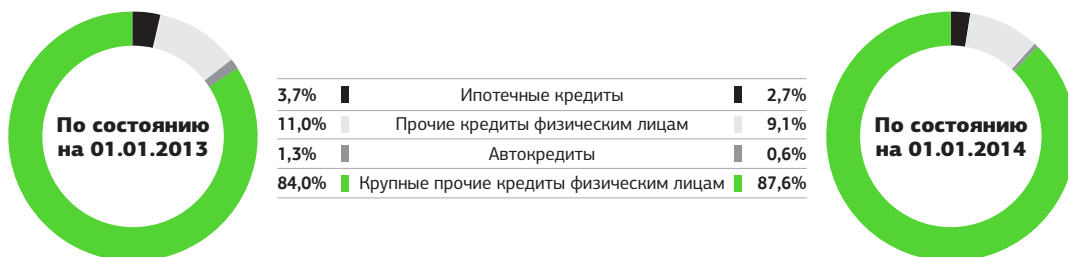 По состоянию
на 01.01.2013
3,7% Ипотечные кредиты 2,7%
11,0% Прочие кредиты физическим лицам 9,1%
1,3% Автокредиты 0,6%
84,0% Крупные прочие кредиты физическим лицам 87,6%
По состоянию
на 01.01.2014